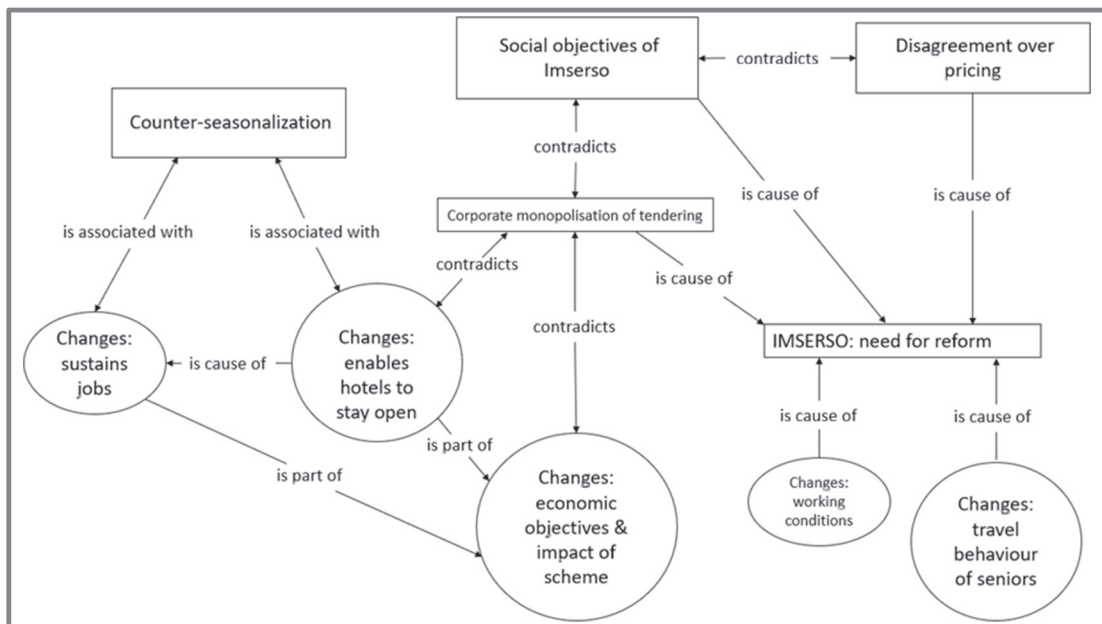 Social objectives of
Imserso
contradicts
Disagreement over
pricing
Counter-seasonalization
contradicts
is cause of
is cause of
Corporate monopolisation of tendering
is associated with
is associated with
contradicts
is cause of
contradicts
Changes:
sustains
jobs
is cause of
Changes:
enables
hotels to
stay open
IMSERSO: need for reform
is part of
is part of
is cause of
is cause of
Changes:
economic
objectives &
impact of
scheme
Changes:
working
conditions
Changes:
travel
behaviour
of seniors